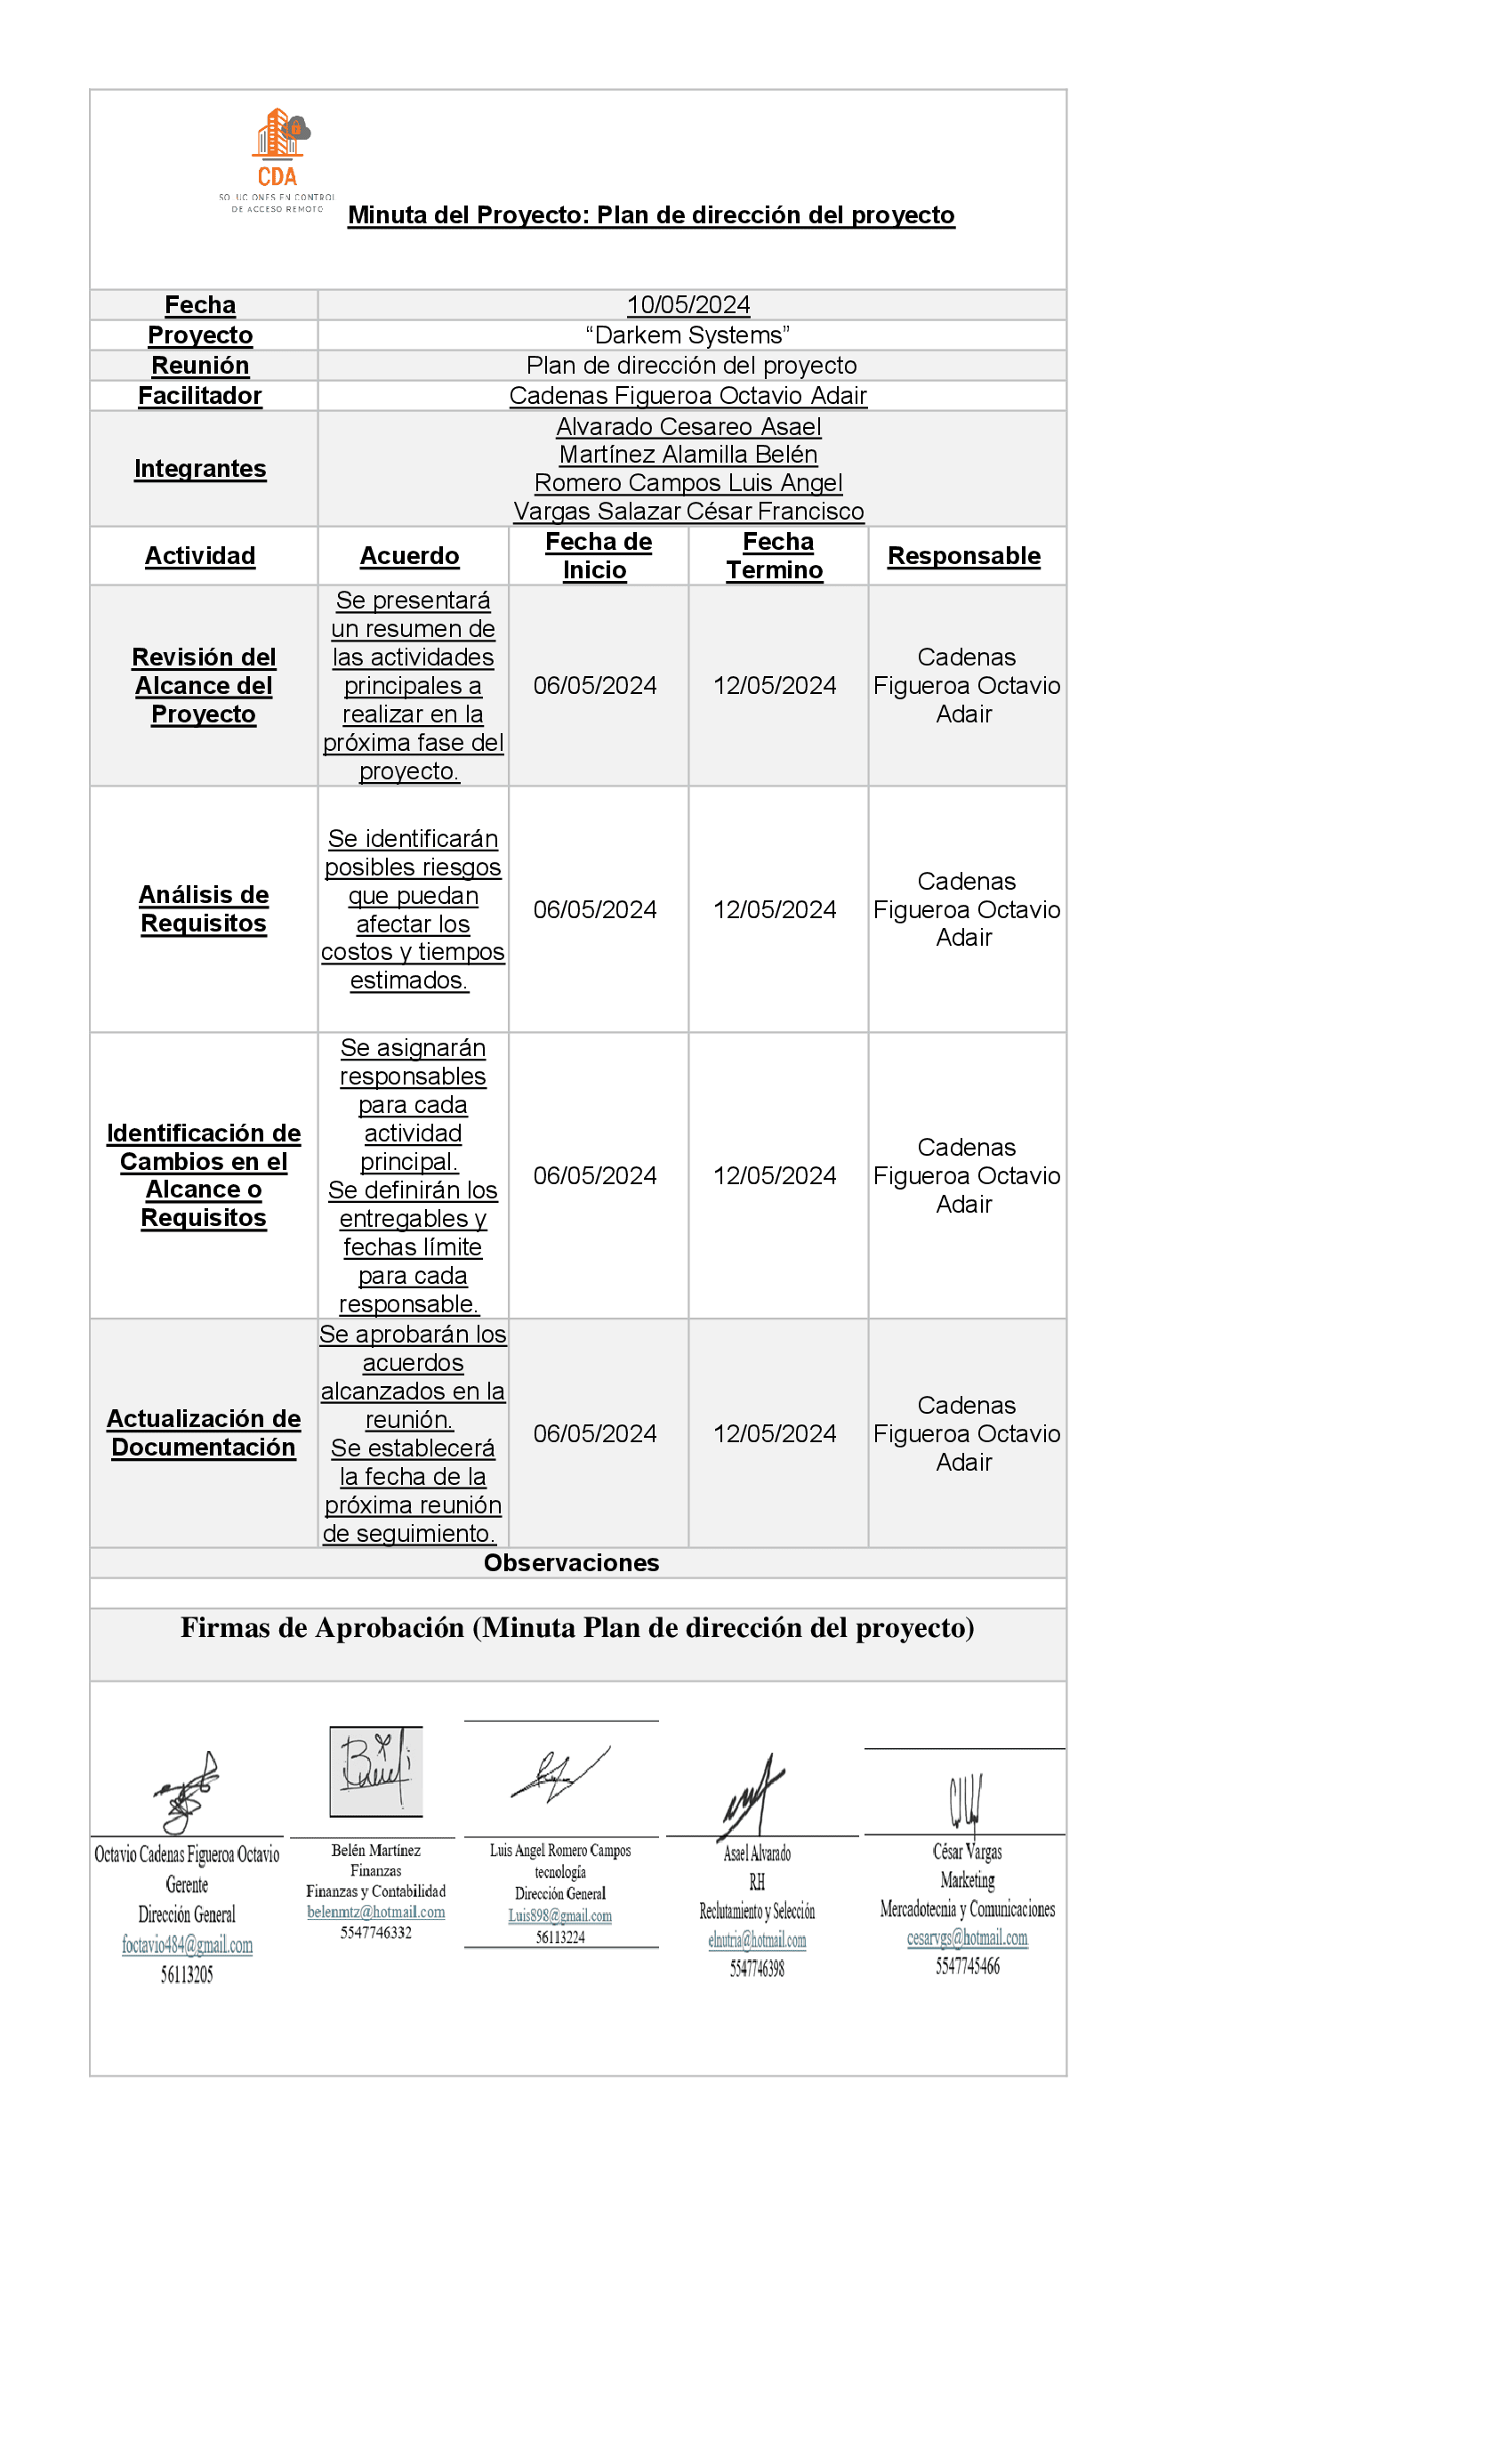 CDA
SOLUCIONES EN CONTROL
DE ACCESO REMOTO
Minuta del Proyecto: Plan de dirección del proyecto
Fecha 10/05/2024
Proyecto “Darkem Systems”
Reunión Plan de dirección del proyecto
Facilitador Cadenas Figueroa Octavio Adair
Integrantes
Alvarado Cesareo Asael
Martínez Alamilla Belén
Romero Campos Luis Angel
Vargas Salazar César Francisco
Actividad Acuerdo Fecha de Inicio Fecha Termino Responsable
Revisión del
Alcance del
Proyecto
Se presentará
un resumen de
las actividades
principales a
realizar en la
próxima fase del
proyecto.
06/05/2024
12/05/2024
Cadenas
Figueroa Octavio
Adair
Análisis de
Requisitos
Se identificarán
posibles riesgos
que puedan
afectar los
costos y tiempos
estimados.
06/05/2024
12/05/2024
Cadenas
Figueroa Octavio
Adair
Identificación de
Cambios en el
Alcance o
Requisitos
Se asignarán
responsables
para cada
actividad
principal.
Se definirán los
entregables y
fechas límite
para cada
responsable.
06/05/2024
12/05/2024
Cadenas
Figueroa Octavio
Adair
Actualización de
Documentación
Se aprobarán los
acuerdos
alcanzados en la
reunión.
Se establecerá
la fecha de la
próxima reunión
de seguimiento.
06/05/2024
12/05/2024
Cadenas
Figueroa Octavio
Adair
Observaciones
Firmas de Aprobación (Minuta Plan de dirección del proyecto)
Octavio Cadenas Figueroa Octavio
Gerente
Dirección General
foctavio484@gmail.com
56113205
Belén Martínez
Finanzas
Finanzas y Contabilidad
belenmtz@hotmail.com
5547746332
Luis Angel Romero Campos
tecnología
Dirección General
Luis898@gmail.com
56113224
Asael Alvarado
RH
Reclutamiento y Selección
elnutria@hotmail.com
5547746398
César Vargas
Marketing
Mercadotecnia y Comunicaciones
cesarvgs@hotmail.com
5547745466